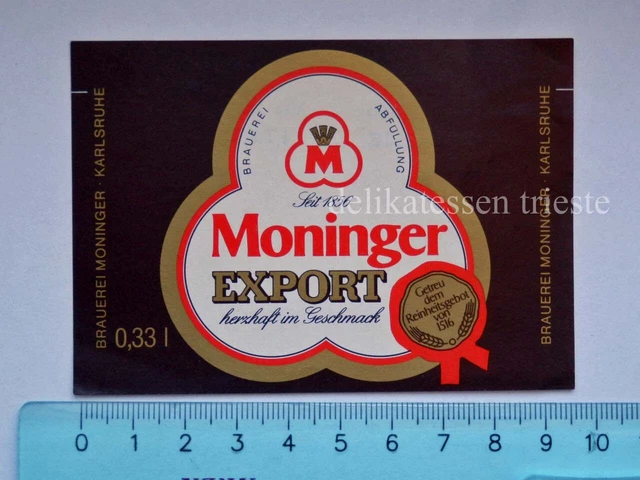 BRAUEREI MONINGER · KARLSRUHE
BRAUEREI ABFÜLLUNG
W
M
Seit 1856
delikatessen trieste
Moninger
EXPORT
herzhaft im Geschmack
Getreu
dem
Reinheitsgebot
von
1516
0,33 l
BRAUEREI MONINGER · KARLSRUHE
0 1 2 3 4 5 6 7 8 9 10